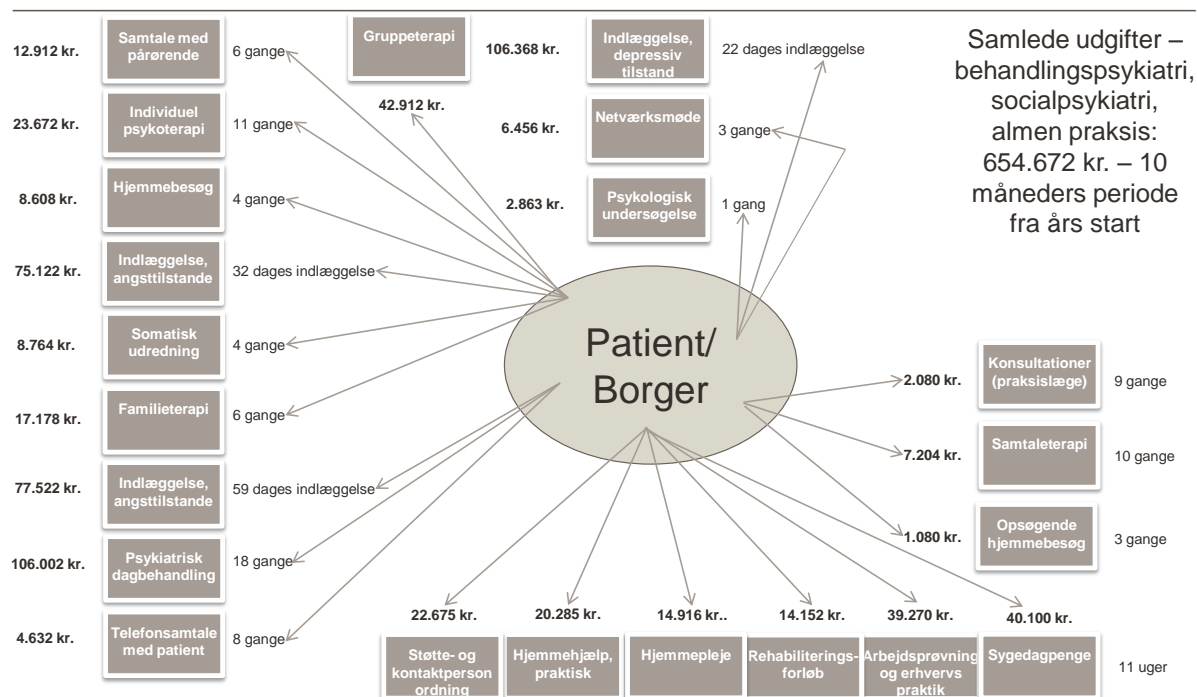 12.912 kr.
Samtale med
pårørende
6 gange
23.672 kr.
Individuel
psykoterapi
11 gange
8.608 kr.
Hjemmebesøg
4 gange
75.122 kr.
Indlæggelse,
angsttilstande
32 dages indlæggelse
8.764 kr.
Somatisk
udredning
4 gange
17.178 kr.
Familieterapi
6 gange
77.522 kr.
Indlæggelse,
angsttilstande
59 dages indlæggelse
106.002 kr.
Psykiatrisk
dagbehandling
18 gange
4.632 kr.
Telefonsamtale
med patient
8 gange
Gruppeterapi
42.912 kr.
106.368 kr.
Indlæggelse,
depressiv
tilstand
22 dages indlæggelse
6.456 kr.
Netværksmøde
3 gange
2.863 kr.
Psykologisk
undersøgelse
1 gang
Samlede udgifter –
behandlingspsykiatri,
socialpsykiatri,
almen praksis:
654.672 kr. – 10
måneders periode
fra års start
Patient/
Borger
2.080 kr.
Konsultationer
(praksislæge)
9 gange
7.204 kr.
Samtaleterapi
10 gange
1.080 kr.
Opsøgende
hjemmebesøg
3 gange
22.675 kr.
Støtte- og
kontaktperson
ordning
20.285 kr.
Hjemmehjælp,
praktisk
14.916 kr..
Hjemmepleje
14.152 kr.
Rehabiliterings-
forløb
39.270 kr.
Arbejdsprøvning
og erhvervs
praktik
40.100 kr.
Sygedagpenge
11 uger